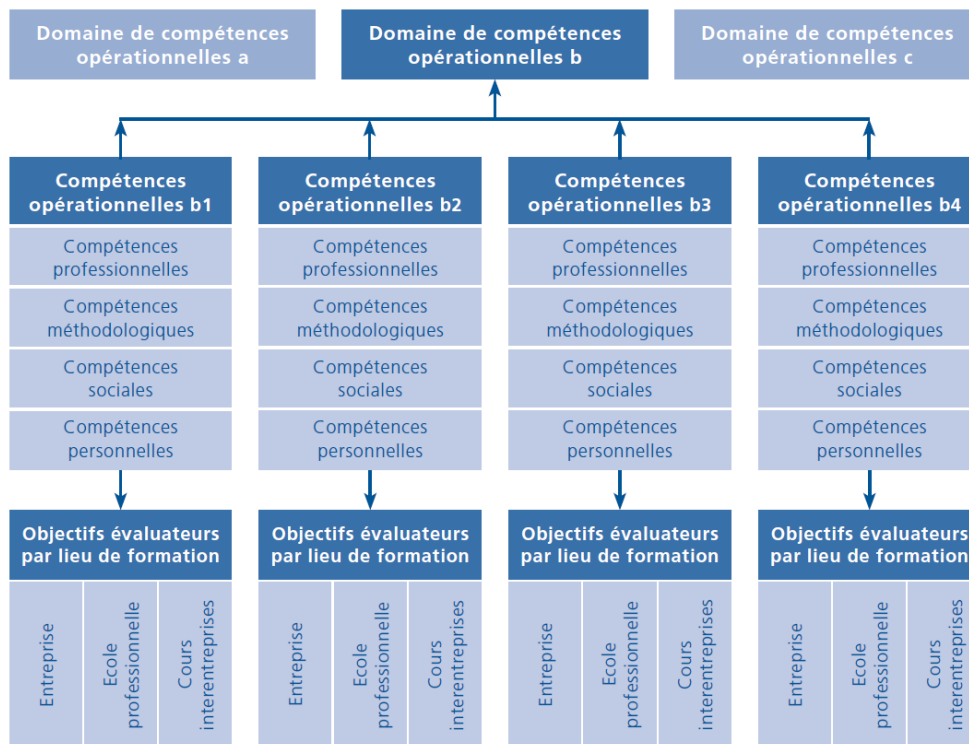 Domaine de compétences
opérationnelles a
Domaine de compétences
opérationnelles b
Domaine de compétences
opérationnelles c
Compétences
opérationnelles b1
Compétences
professionnelles
Compétences
méthodologiques
Compétences
sociales
Compétences
personnelles
Objectifs évaluateurs
par lieu de formation
Entreprise
Ecole
professionnelle
Cours
interentreprises
Compétences
opérationnelles b2
Compétences
professionnelles
Compétences
méthodologiques
Compétences
sociales
Compétences
personnelles
Objectifs évaluateurs
par lieu de formation
Entreprise
Ecole
professionnelle
Cours
interentreprises
Compétences
opérationnelles b3
Compétences
professionnelles
Compétences
méthodologiques
Compétences
sociales
Compétences
personnelles
Objectifs évaluateurs
par lieu de formation
Entreprise
Ecole
professionnelle
Cours
interentreprises
Compétences
opérationnelles b4
Compétences
professionnelles
Compétences
méthodologiques
Compétences
sociales
Compétences
personnelles
Objectifs évaluateurs
par lieu de formation
Entreprise
Ecole
professionnelle
Cours
interentreprises